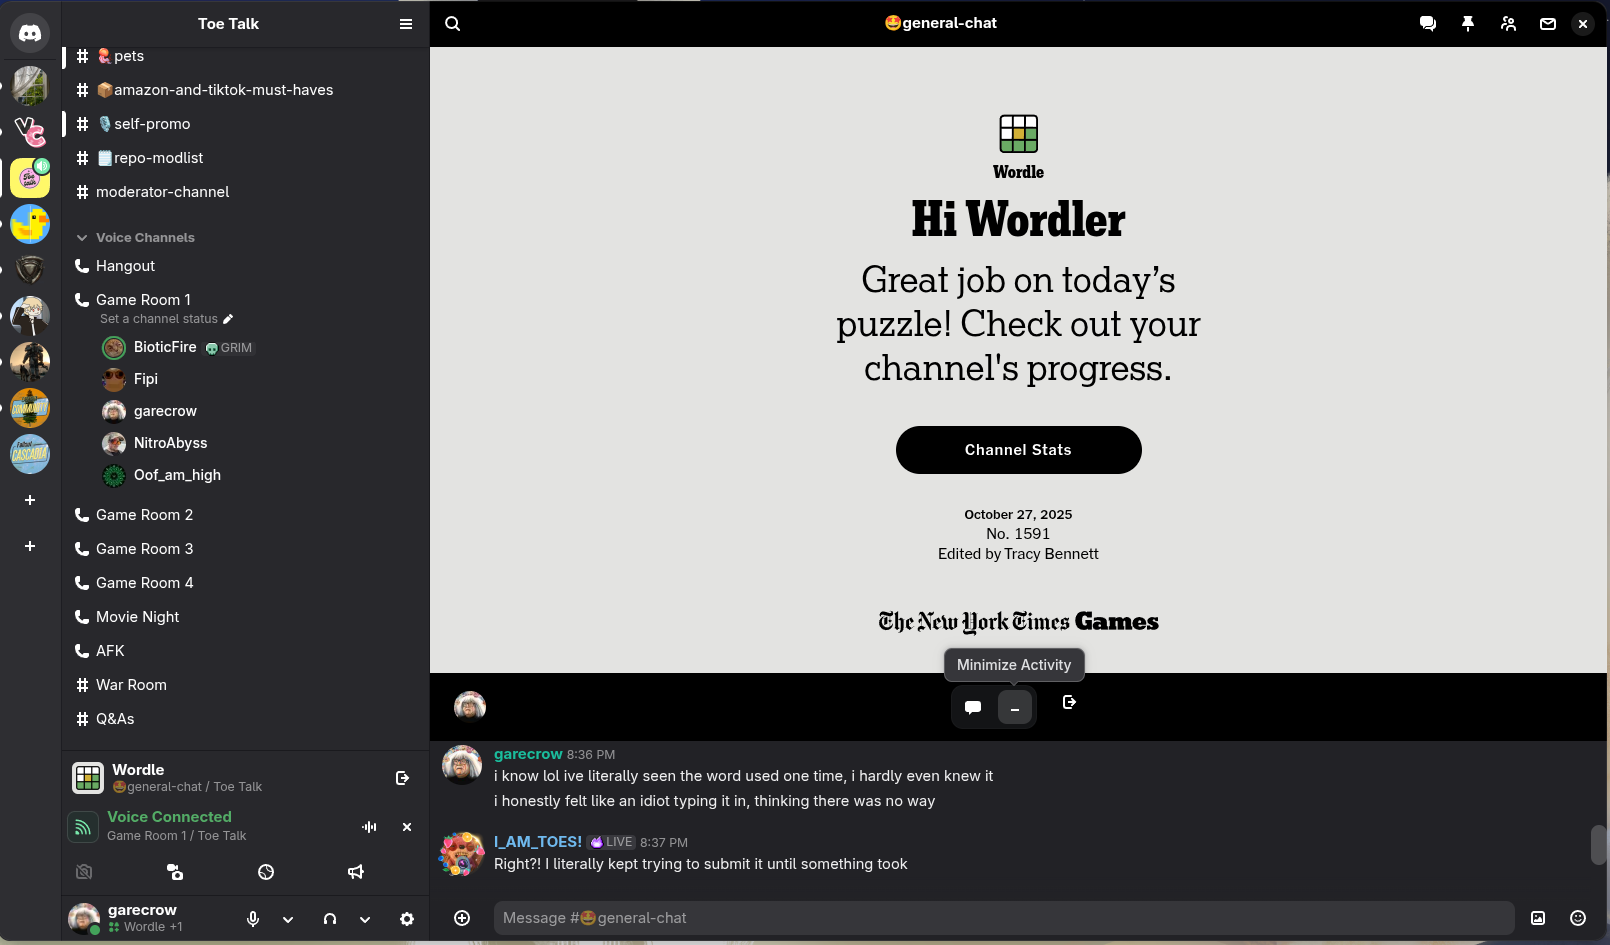 Toe Talk
pets
amazon-and-tiktok-must-haves
self-promo
repo-modlist
moderator-channel
Voice Channels
Hangout
Game Room 1
Set a channel status
BioticFire GRIM
Fipi
garecrow
NitroAbyss
Oof_am_high
Game Room 2
Game Room 3
Game Room 4
Movie Night
AFK
War Room
Q&As
Wordle
🤩general-chat / Toe Talk
Voice Connected
Game Room 1 / Toe Talk
garecrow
Wordle +1
🤩general-chat
Wordle
Hi Wordler
Great job on today’s
puzzle! Check out your
channel's progress.
Channel Stats
October 27, 2025
No. 1591
Edited by Tracy Bennett
The New York Times Games
Minimize Activity
garecrow 8:36 PM
i know lol ive literally seen the word used one time, i hardly even knew it
i honestly felt like an idiot typing it in, thinking there was no way
I_AM_TOES! LIVE 8:37 PM
Right?! I literally kept trying to submit it until something took
Message #🤩general-chat
COMMUNITY
Fallout
CASCADIA
VC
Toe
Talk